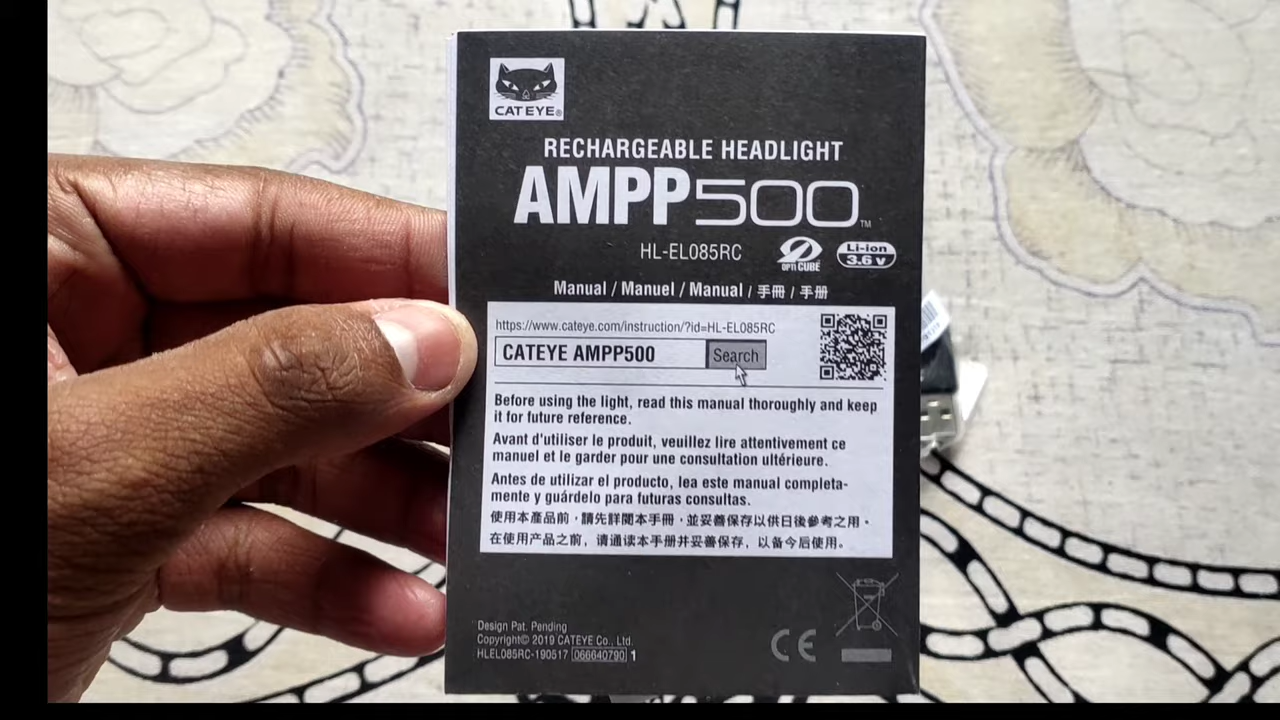 CATEYE®
RECHARGEABLE HEADLIGHT
AMPP500™
HL-EL085RC
OPTICUBE
Li-ion
3.6 v
Manual / Manuel / Manual / 手冊 / 手册
https://www.cateye.com/instruction/?id=HL-EL085RC
CATEYE AMPP500 Search
Before using the light, read this manual thoroughly and keep
it for future reference.
Avant d'utiliser le produit, veuillez lire attentivement ce
manuel et le garder pour une consultation ultérieure.
Antes de utilizar el producto, lea este manual completa-
mente y guárdelo para futuras consultas.
使用本產品前，請先詳閱本手冊，並妥善保存以供日後參考之用。
在使用产品之前，请通读本手册并妥善保存，以备今后使用。
Design Pat. Pending
Copyright© 2019 CATEYE Co., Ltd.
HLEL085RC-190517 066640790 1
CE